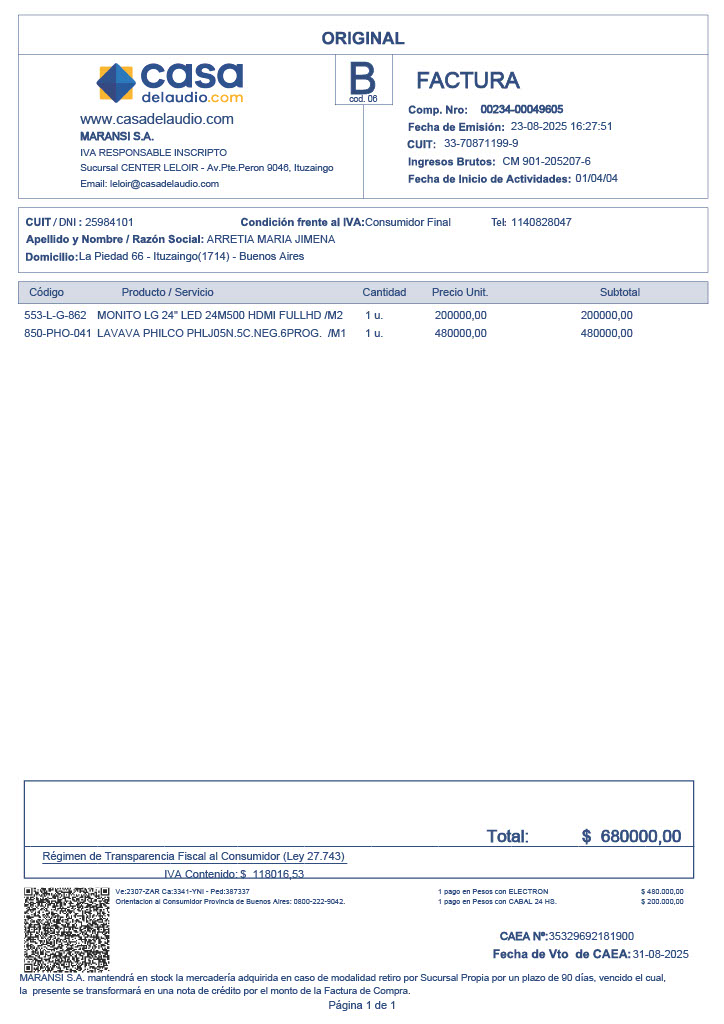 ORIGINAL
casa
delaudio.com
B
cod. 06
FACTURA
www.casadelaudio.com
MARANSI S.A.
IVA RESPONSABLE INSCRIPTO
Sucursal CENTER LELOIR - Av.Pte.Peron 9046, Ituzaingo
Email: leloir@casadelaudio.com
Comp. Nro: 00234-00049605
Fecha de Emisión: 23-08-2025 16:27:51
CUIT: 33-70871199-9
Ingresos Brutos: CM 901-205207-6
Fecha de Inicio de Actividades: 01/04/04
CUIT / DNI : 25984101 Condición frente al IVA:Consumidor Final Tel: 1140828047
Apellido y Nombre / Razón Social: ARRETIA MARIA JIMENA
Domicilio:La Piedad 66 - Ituzaingo(1714) - Buenos Aires
Código Producto / Servicio Cantidad Precio Unit. Subtotal
553-L-G-862 MONITO LG 24" LED 24M500 HDMI FULLHD /M2 1 u. 200000,00 200000,00
850-PHO-041 LAVAVA PHILCO PHLJ05N.5C.NEG.6PROG. /M1 1 u. 480000,00 480000,00
Total: $ 680000,00
Régimen de Transparencia Fiscal al Consumidor (Ley 27.743)
IVA Contenido: $ 118016,53
Ve:2307-ZAR Ca:3341-YNI - Ped:387337 1 pago en Pesos con ELECTRON $ 480.000,00
Orientacion al Consumidor Provincia de Buenos Aires: 0800-222-9042. 1 pago en Pesos con CABAL 24 HS. $ 200.000,00
CAEA Nº:35329692181900
Fecha de Vto de CAEA: 31-08-2025
MARANSI S.A. mantendrá en stock la mercadería adquirida en caso de modalidad retiro por Sucursal Propia por un plazo de 90 días, vencido el cual,
la presente se transformará en una nota de crédito por el monto de la Factura de Compra.
Página 1 de 1